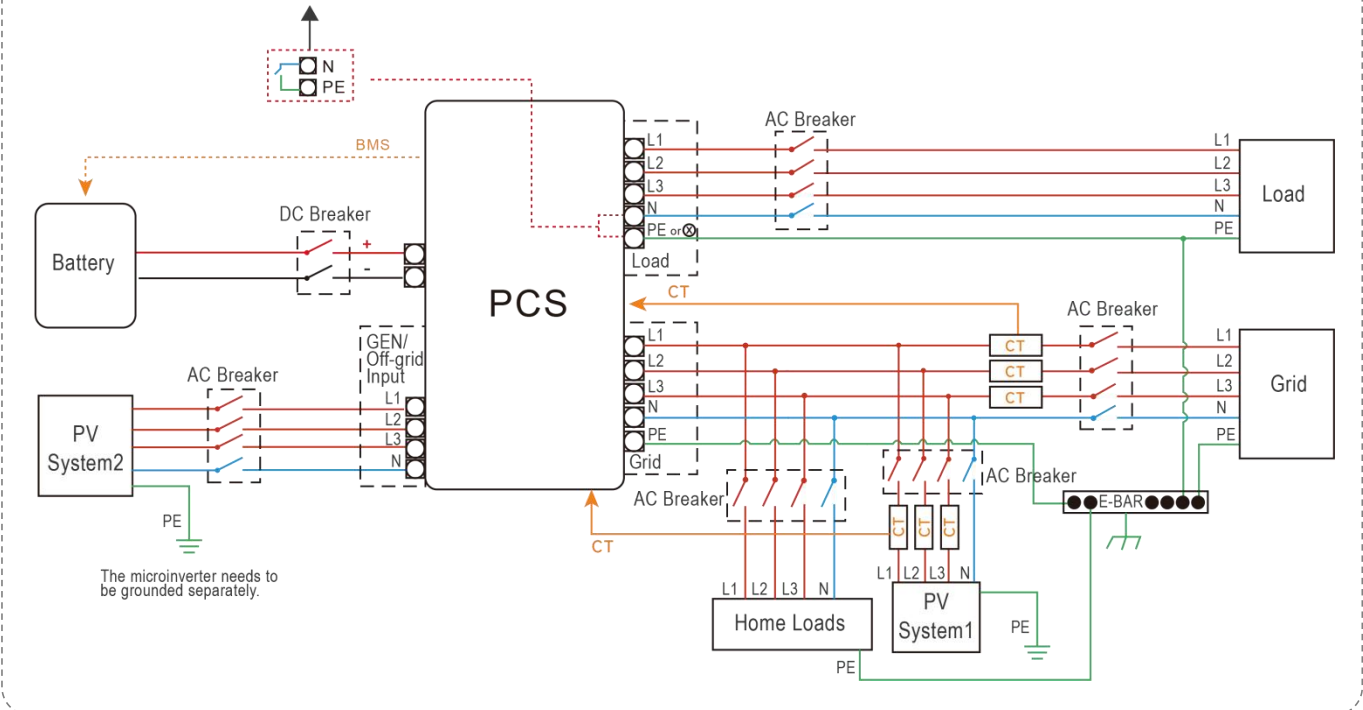 N
PE
BMS
AC Breaker
L1
L2
L3
N
PE or
Load
L1
L2
L3
N
PE
Load
DC Breaker
+
-
Battery
PCS
CT
AC Breaker
GEN/
Off-grid
Input
L1
L2
L3
N
AC Breaker
PV
System2
PE
The microinverter needs to
be grounded separately.
L1
L2
L3
N
PE
Grid
CT
CT
CT
L1
L2
L3
N
PE
Grid
AC Breaker
AC Breaker
E-BAR
CT
CT
CT
CT
L1 L2 L3 N
Home Loads
PE
L1 L2 L3 N
PV
System1
PE